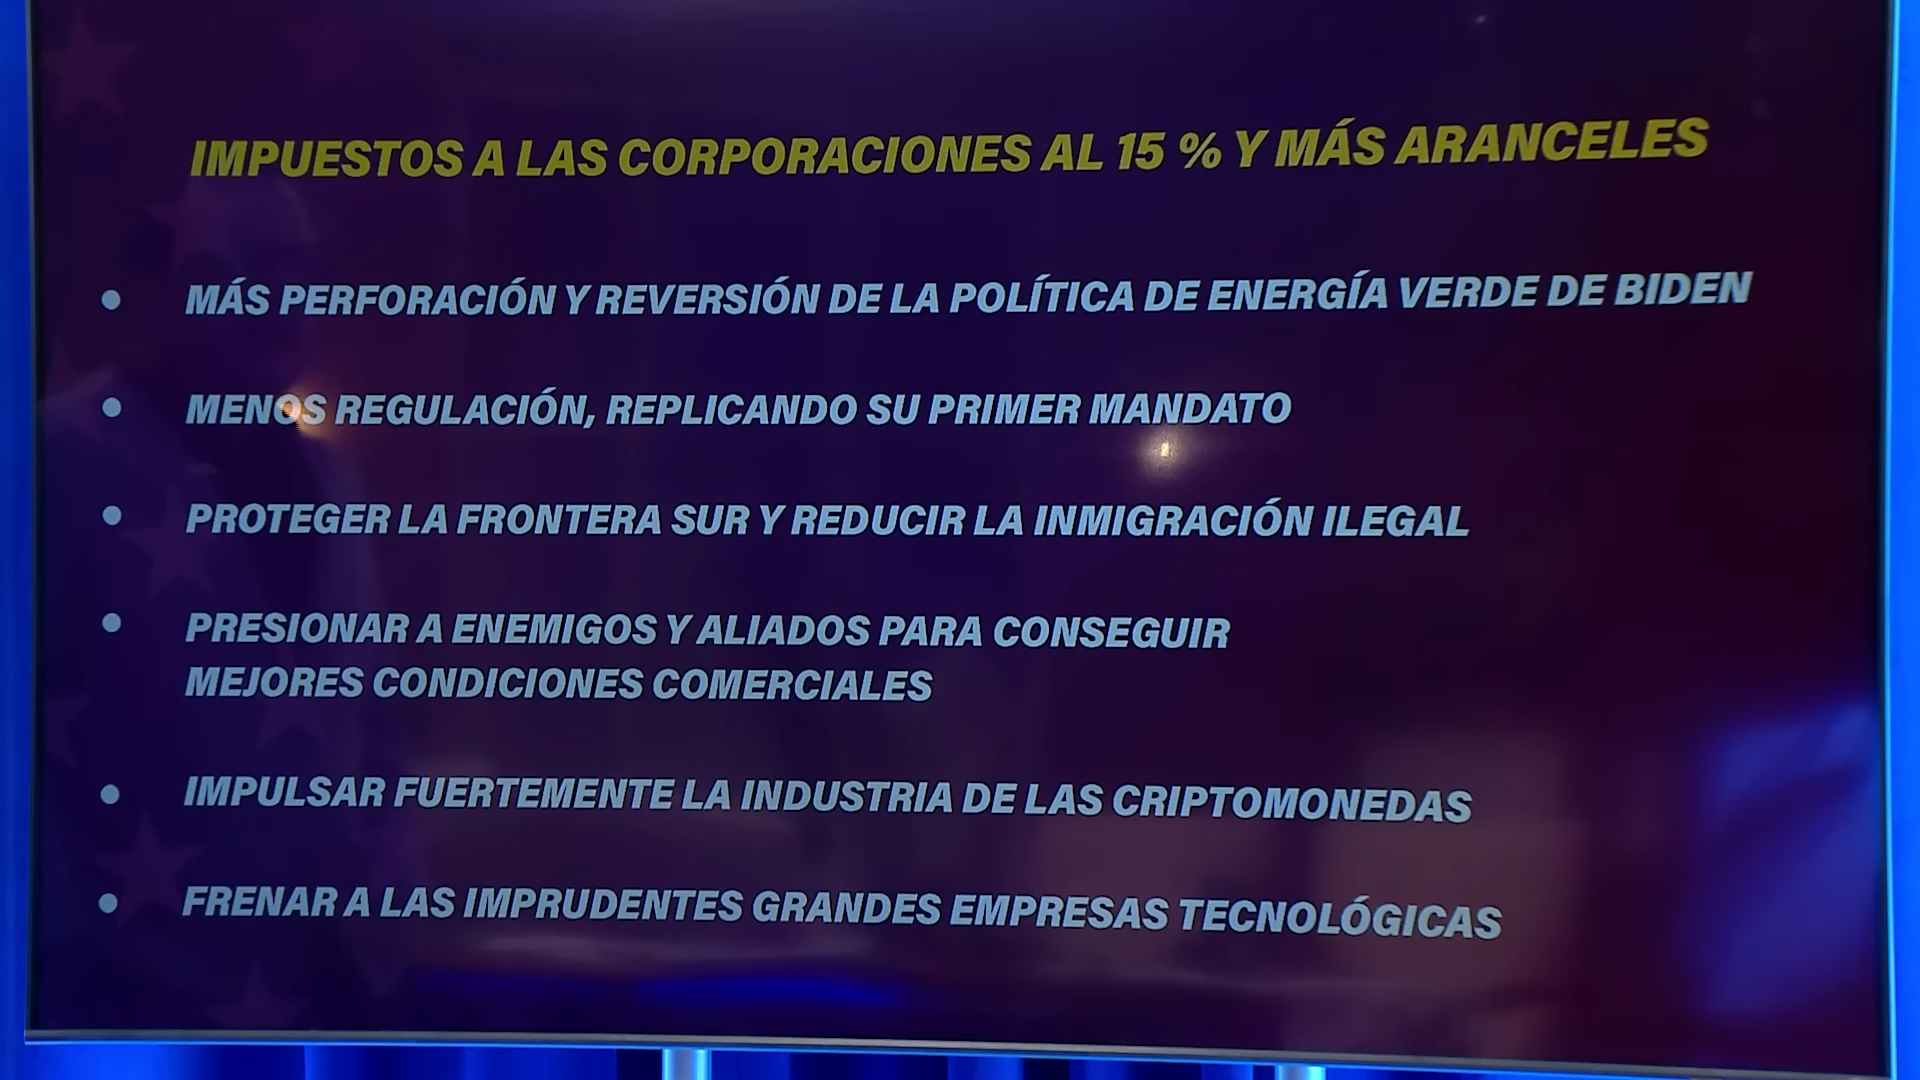 IMPUESTOS A LAS CORPORACIONES AL 15 % Y MÁS ARANCELES
• MÁS PERFORACIÓN Y REVERSIÓN DE LA POLÍTICA DE ENERGÍA VERDE DE BIDEN
• MENOS REGULACIÓN, REPLICANDO SU PRIMER MANDATO
• PROTEGER LA FRONTERA SUR Y REDUCIR LA INMIGRACIÓN ILEGAL
• PRESIONAR A ENEMIGOS Y ALIADOS PARA CONSEGUIR
MEJORES CONDICIONES COMERCIALES
• IMPULSAR FUERTEMENTE LA INDUSTRIA DE LAS CRIPTOMONEDAS
• FRENAR A LAS IMPRUDENTES GRANDES EMPRESAS TECNOLÓGICAS